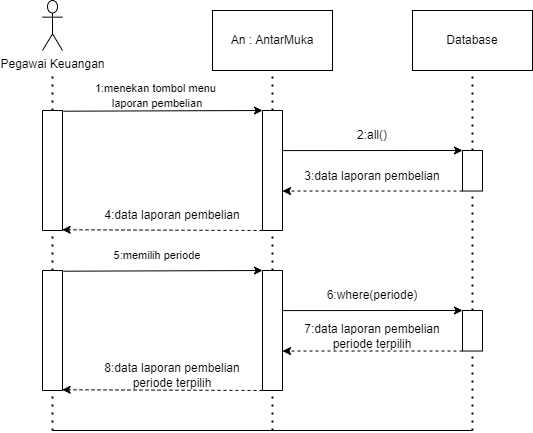 An : AntarMuka
Database
Pegawai Keuangan
1:menekan tombol menu
laporan pembelian
2:all()
3:data laporan pembelian
4:data laporan pembelian
5:memilih periode
6:where(periode)
7:data laporan pembelian
periode terpilih
8:data laporan pembelian
periode terpilih